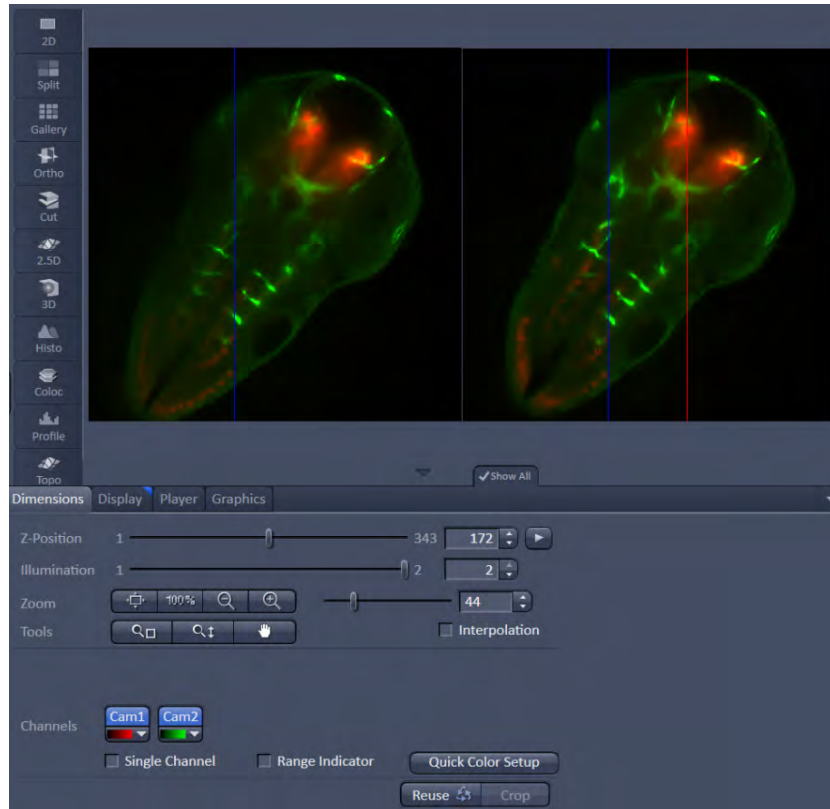 2D
Split
Gallery
Ortho
Cut
2.5D
3D
Histo
Coloc
Profile
Topo
Show All
Dimensions Display Player Graphics
Z-Position 1 343 172
Illumination 1 2 2
Zoom 100% 44
Tools Interpolation
Channels Cam1 Cam2
Single Channel Range Indicator Quick Color Setup
Reuse Crop